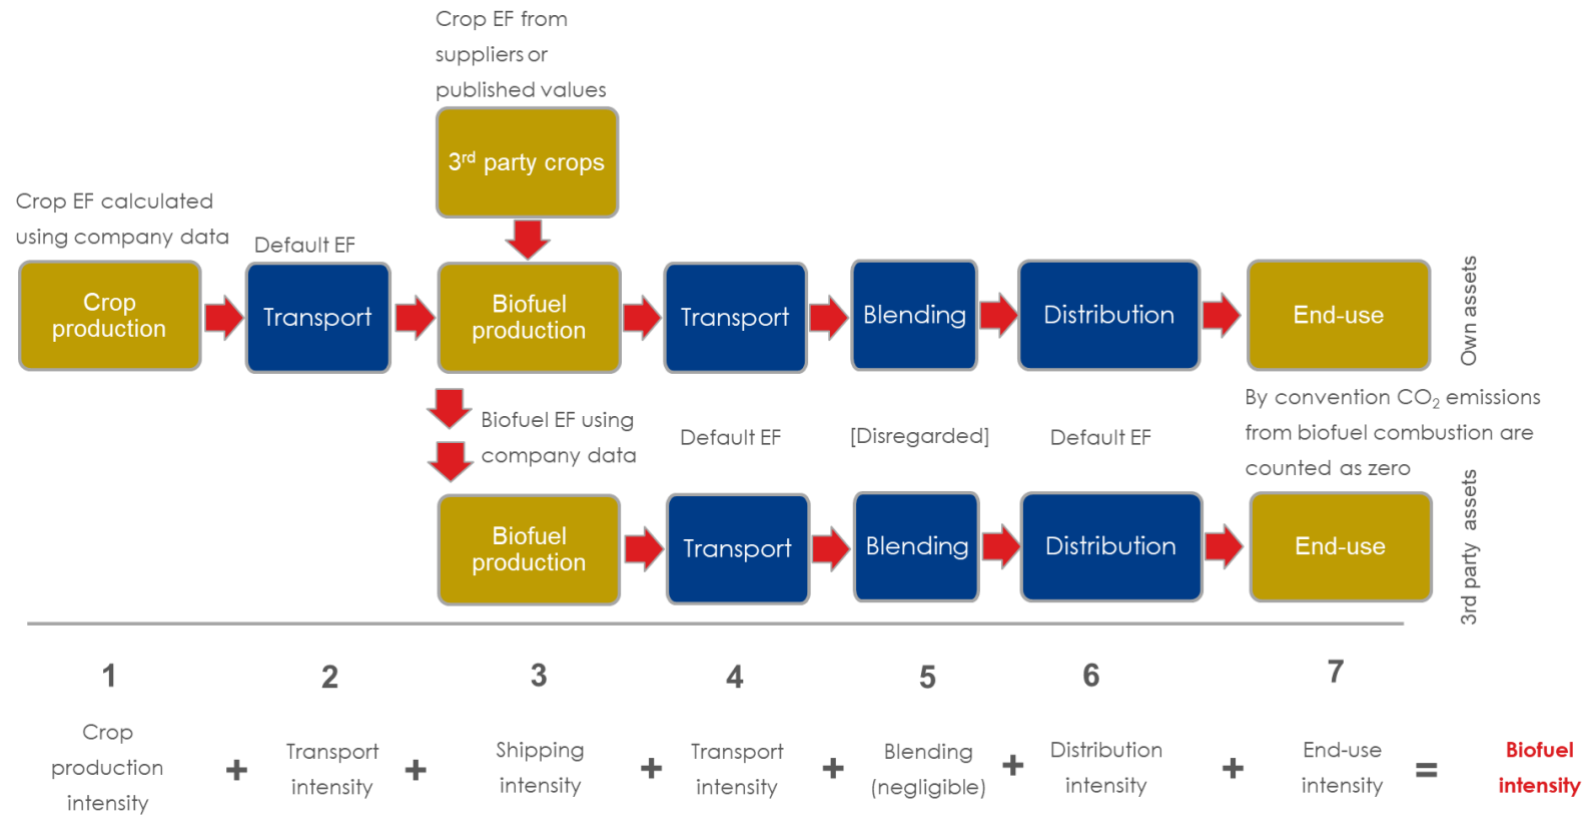 Crop EF from
suppliers or
published values
3rd party crops
Crop EF calculated
using company data
Default EF
Crop
production
Transport
Biofuel
production
Transport
Blending
Distribution
End-use
Own assets
Biofuel EF using
company data
Default EF
[Disregarded]
Default EF
By convention CO2 emissions
from biofuel combustion are
counted as zero
Biofuel
production
Transport
Blending
Distribution
End-use
3rd party assets
1 2 3 4 5 6 7
Crop
production
intensity
+
Transport
intensity
+
Shipping
intensity
+
Transport
intensity
+
Blending
(negligible)
+
Distribution
intensity
+
End-use
intensity
=
Biofuel
intensity